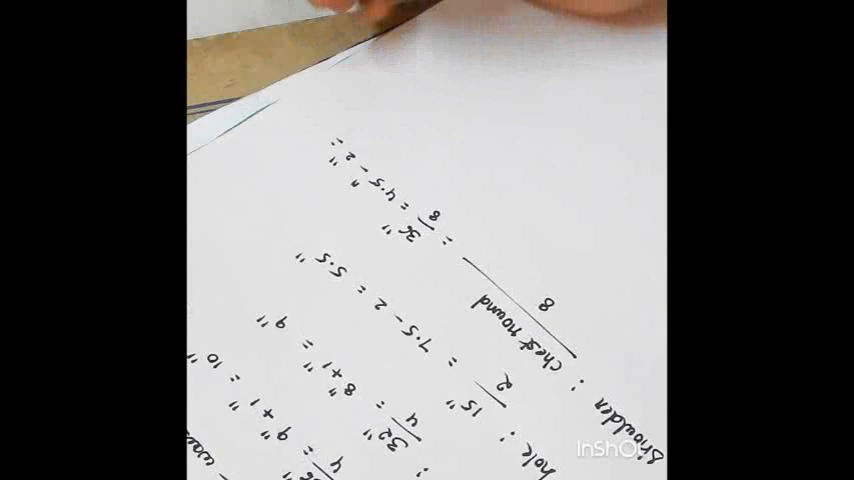 36"/4 = 9" + 1" = 10"
: 32"/4 = 8" + 1" = 9"
hole : 15"/2 = 7.5 - 2 = 5.5"
Shoulder : chest round/8 = 36"/8 = 4.5" - 2" =
InShOt